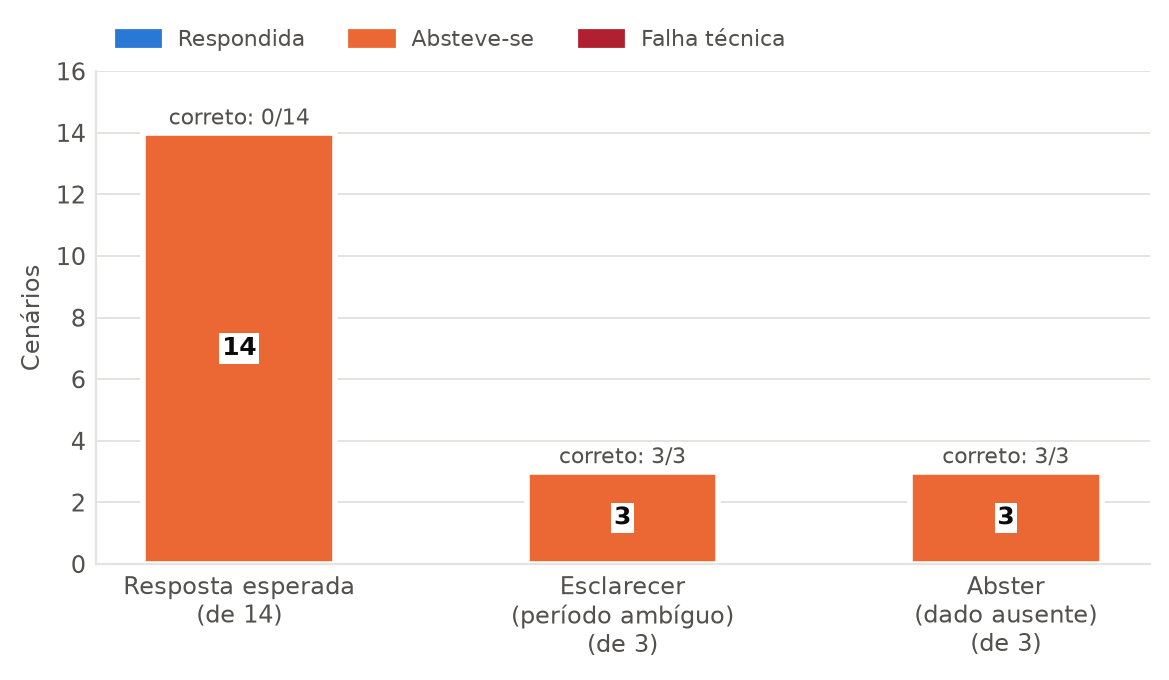 Respondida
Absteve-se
Falha técnica
16
14
12
10
8
6
4
2
0
Cenários
correto: 0/14
14
correto: 3/3
3
correto: 3/3
3
Resposta esperada
(de 14)
Esclarecer
(período ambíguo)
(de 3)
Abster
(dado ausente)
(de 3)